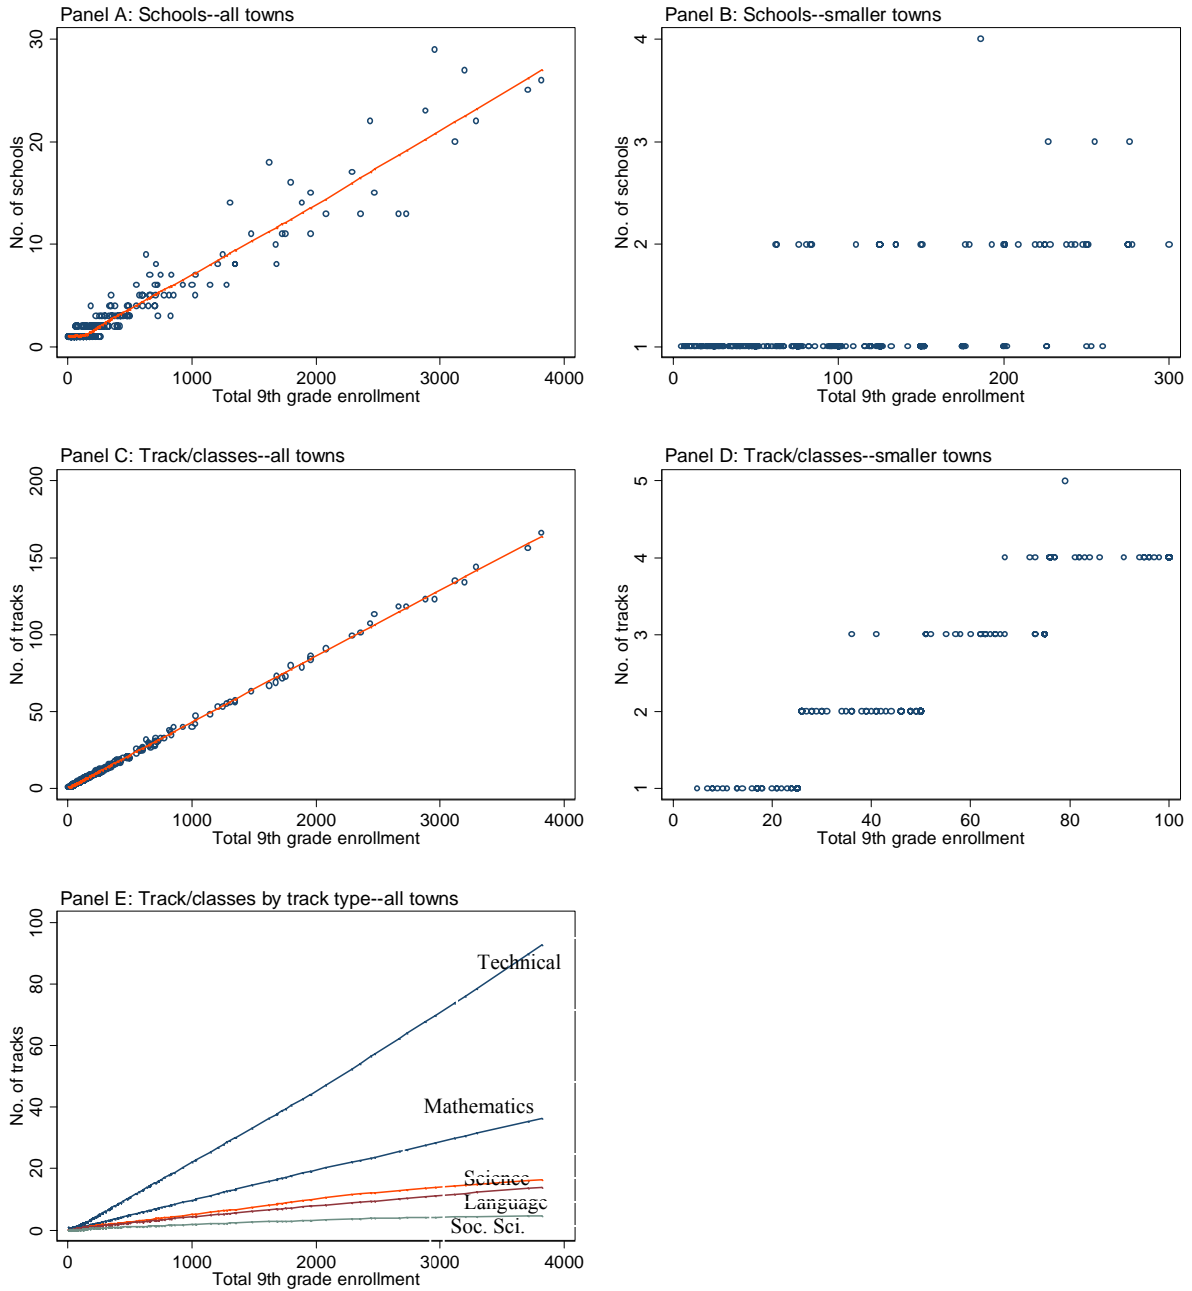 Panel A: Schools--all towns
No. of schools
30
20
10
0
0 1000 2000 3000 4000
Total 9th grade enrollment
Panel B: Schools--smaller towns
No. of schools
4
3
2
1
0 100 200 300
Total 9th grade enrollment
Panel C: Track/classes--all towns
No. of tracks
200
150
100
50
0
0 1000 2000 3000 4000
Total 9th grade enrollment
Panel D: Track/classes--smaller towns
No. of tracks
5
4
3
2
1
0 20 40 60 80 100
Total 9th grade enrollment
Panel E: Track/classes by track type--all towns
No. of tracks
100
80
60
40
20
0
Technical
Mathematics
Science
Language
Soc. Sci.
0 1000 2000 3000 4000
Total 9th grade enrollment